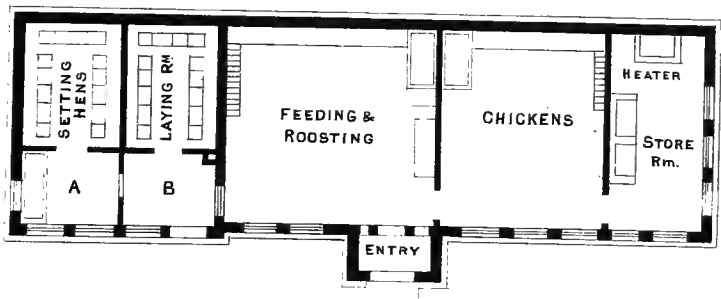 SETTING
HENS
LAYING RM
FEEDING &
ROOSTING
CHICKENS
HEATER
STORE
Rm.
A
B
ENTRY